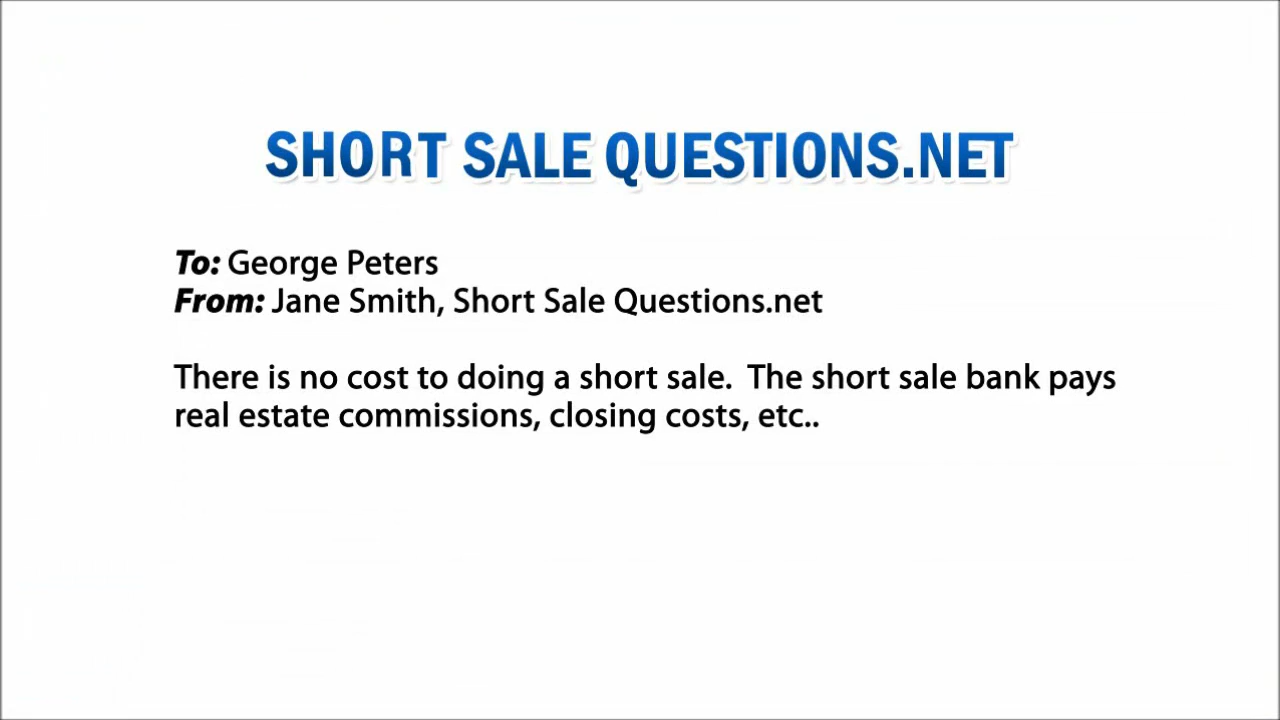 SHORT SALE QUESTIONS.NET
To: George Peters
From: Jane Smith, Short Sale Questions.net
There is no cost to doing a short sale.  The short sale bank pays
real estate commissions, closing costs, etc..